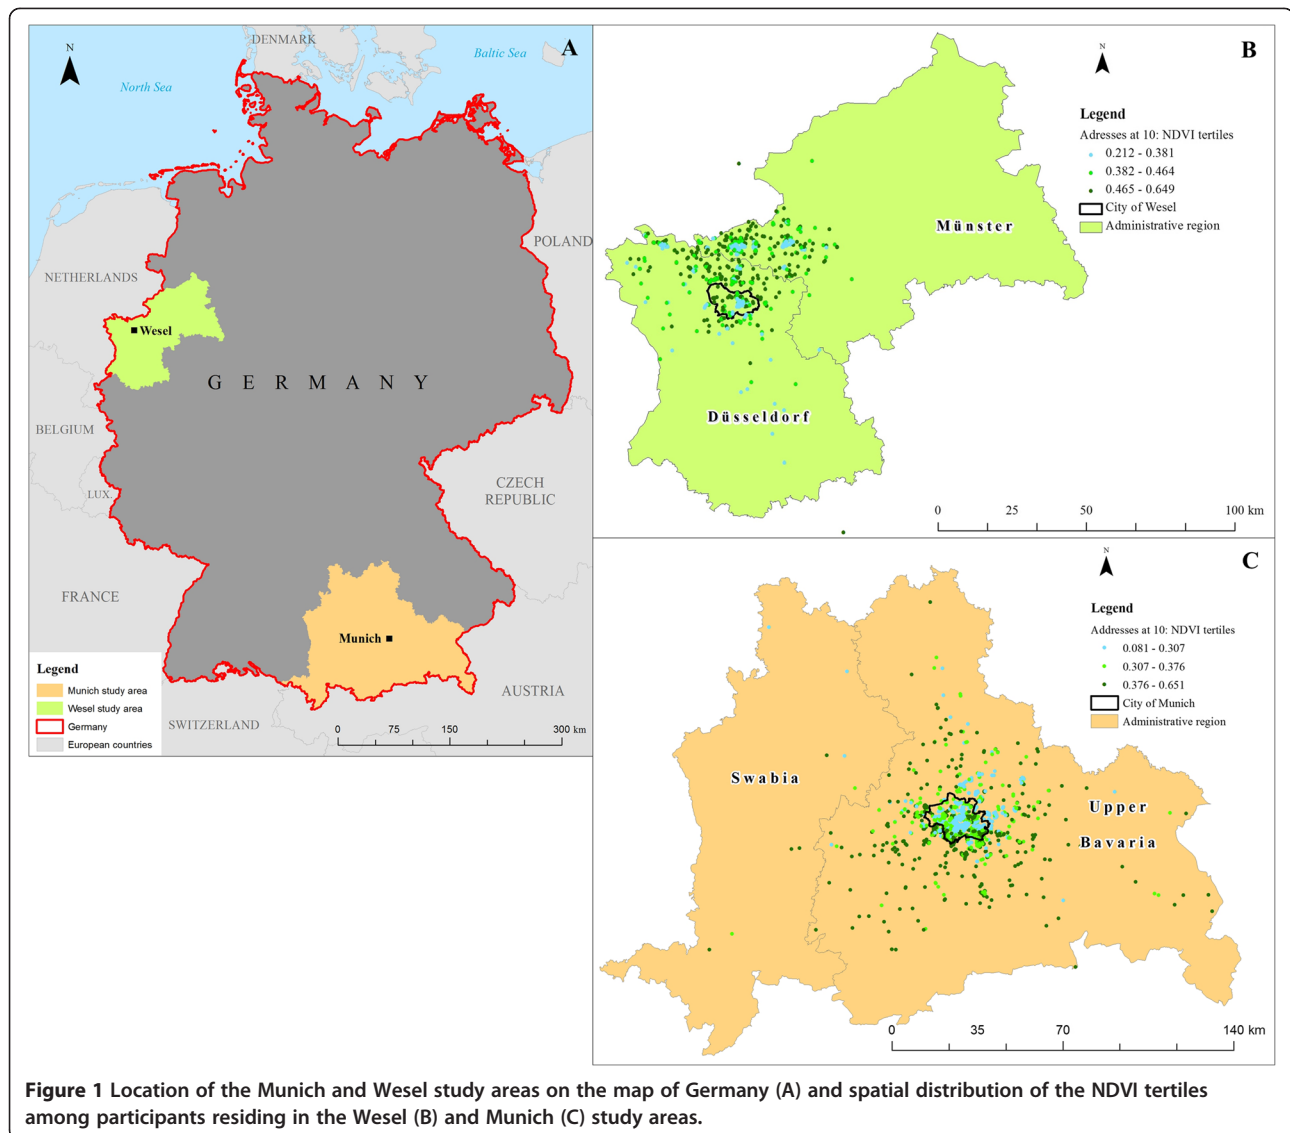 N
A
DENMARK
Baltic Sea
North Sea
POLAND
NETHERLANDS
Wesel
GERMANY
BELGIUM
LUX.
CZECH
REPUBLIC
FRANCE
Munich
AUSTRIA
SWITZERLAND
Legend
Munich study area
Wesel study area
Germany
European countries
0 75 150 300 km
N
B
Legend
Adresses at 10: NDVI tertiles
0.212 - 0.381
0.382 - 0.464
0.465 - 0.649
City of Wesel
Administrative region
Münster
Düsseldorf
0 25 50 100 km
N
C
Legend
Addresses at 10: NDVI tertiles
0.081 - 0.307
0.307 - 0.376
0.376 - 0.651
City of Munich
Administrative region
Swabia
Upper
Bavaria
0 35 70 140 km
Figure 1 Location of the Munich and Wesel study areas on the map of Germany (A) and spatial distribution of the NDVI tertiles
among participants residing in the Wesel (B) and Munich (C) study areas.